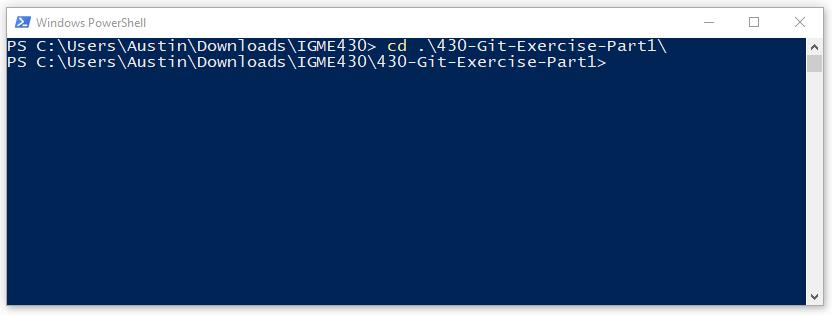 Windows PowerShell
PS C:\Users\Austin\Downloads\IGME430> cd .\430-Git-Exercise-Part1\
PS C:\Users\Austin\Downloads\IGME430\430-Git-Exercise-Part1>